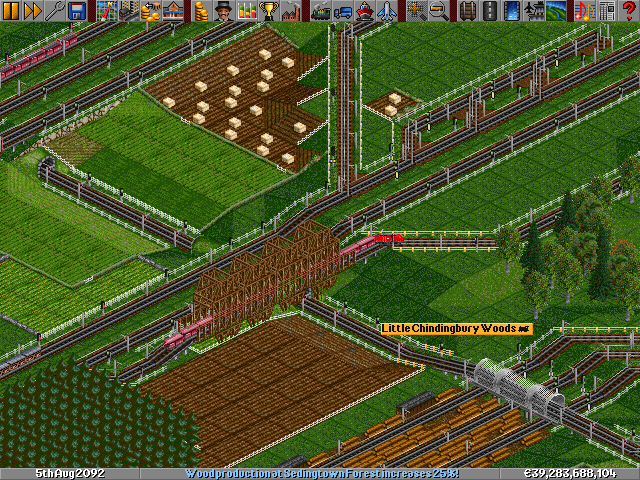 Little Chindingbury Woods
5th Aug 2092
Wood production at Sedingtown Forest increases 25%!
€39,283,688,104